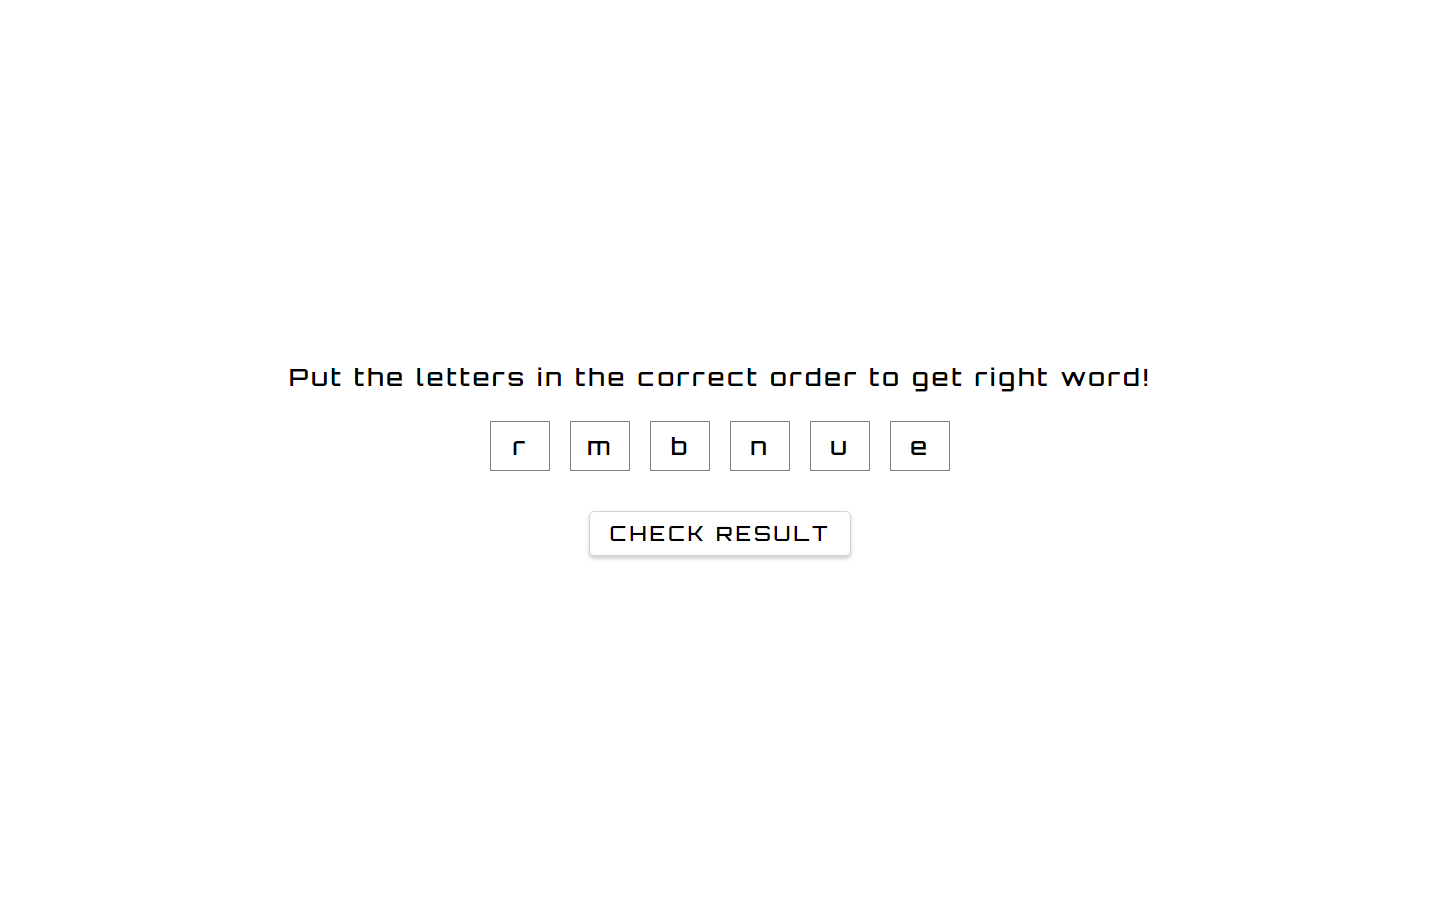 Put the letters in the correct order to get right word!
r m b n u e
CHECK RESULT